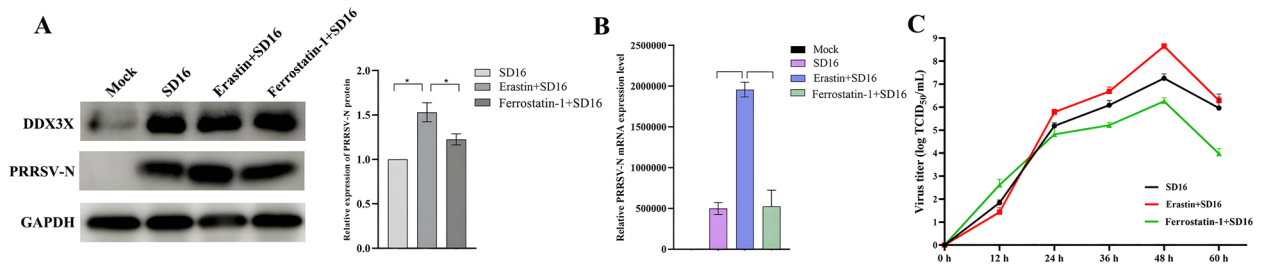 A
Mock
SD16
Erastin+SD16
Ferrostatin-1+SD16
DDX3X
PRRSV-N
GAPDH
Relative expression of PRRSV-N protein
2.0
1.5
1.0
0.5
0.0
*
*
SD16
Erastin+SD16
Ferrostatin-1+SD16
B
Relative PRRSV-N mRNA expression level
2500000
2000000
1500000
1000000
500000
0
Mock
SD16
Erastin+SD16
Ferrostatin-1+SD16
C
Virus titer (log TCID50/mL)
9
8
7
6
5
4
3
2
1
0
0 h
12 h
24 h
36 h
48 h
60 h
SD16
Erastin+SD16
Ferrostatin-1+SD16